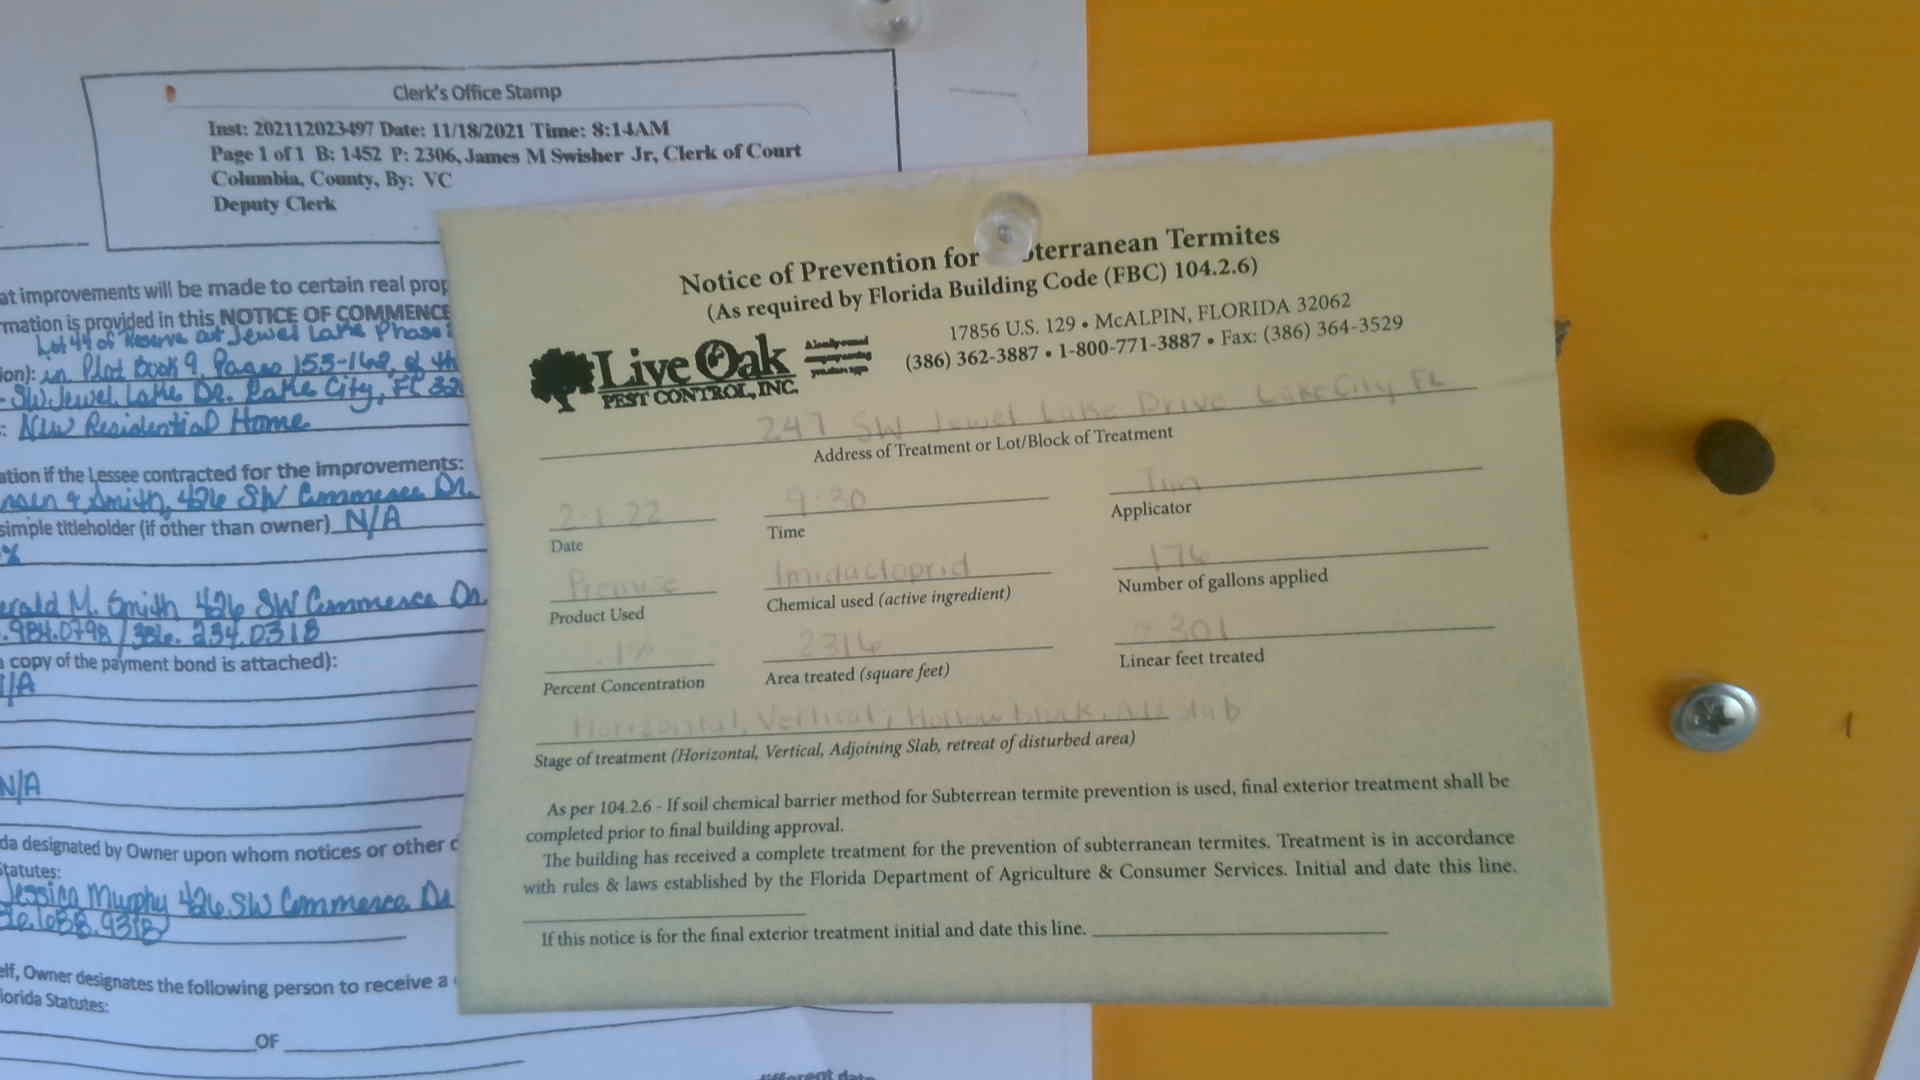 Clerk's Office Stamp
Inst: 202112023497 Date: 11/18/2021 Time: 8:14AM
Page 1 of 1 B: 1452 P: 2306, James M Swisher Jr, Clerk of Court
Columbia, County, By: VC
Deputy Clerk
at improvements will be made to certain real prop
rmation is provided in this NOTICE OF COMMENCE
Lot 44 of Reserve at Jewel Lake Phase
ion): in Plat Book 9, Pages 153-162, of th
SW Jewel Lake Dr. Lake City, FL 320
: New Residential Home
ation if the Lessee contracted for the improvements:
& Smith, 426 SW Commerce Dr.
simple titleholder (if other than owner) N/A
%
erald M. Smith 426 SW Commerce Dr
.984.0798 / 386. 234.0318
a copy of the payment bond is attached):
N/A
N/A
da designated by Owner upon whom notices or other d
Statutes:
Jessica Murphy 426 SW Commerce Dr
elf, Owner designates the following person to receive a
lorida Statutes:
OF
different date
Notice of Prevention for terranean Termites
(As required by Florida Building Code (FBC) 104.2.6)
Live Oak
PEST CONTROL, INC.
17856 U.S. 129 • McALPIN, FLORIDA 32062
(386) 362-3887 • 1-800-771-3887 • Fax: (386) 364-3529
247 SW Jewel Lake Drive Lake City FL
Address of Treatment or Lot/Block of Treatment
2-1-22 9:30
Date Time Applicator
Premise Imidacloprid 176
Product Used Chemical used (active ingredient) Number of gallons applied
.1% 2316 301
Percent Concentration Area treated (square feet) Linear feet treated
Horizontal, Vertical, Hollow block, slab
Stage of treatment (Horizontal, Vertical, Adjoining Slab, retreat of disturbed area)
As per 104.2.6 - If soil chemical barrier method for Subterrean termite prevention is used, final exterior treatment shall be
completed prior to final building approval.
The building has received a complete treatment for the prevention of subterranean termites. Treatment is in accordance
with rules & laws established by the Florida Department of Agriculture & Consumer Services. Initial and date this line.
If this notice is for the final exterior treatment initial and date this line.